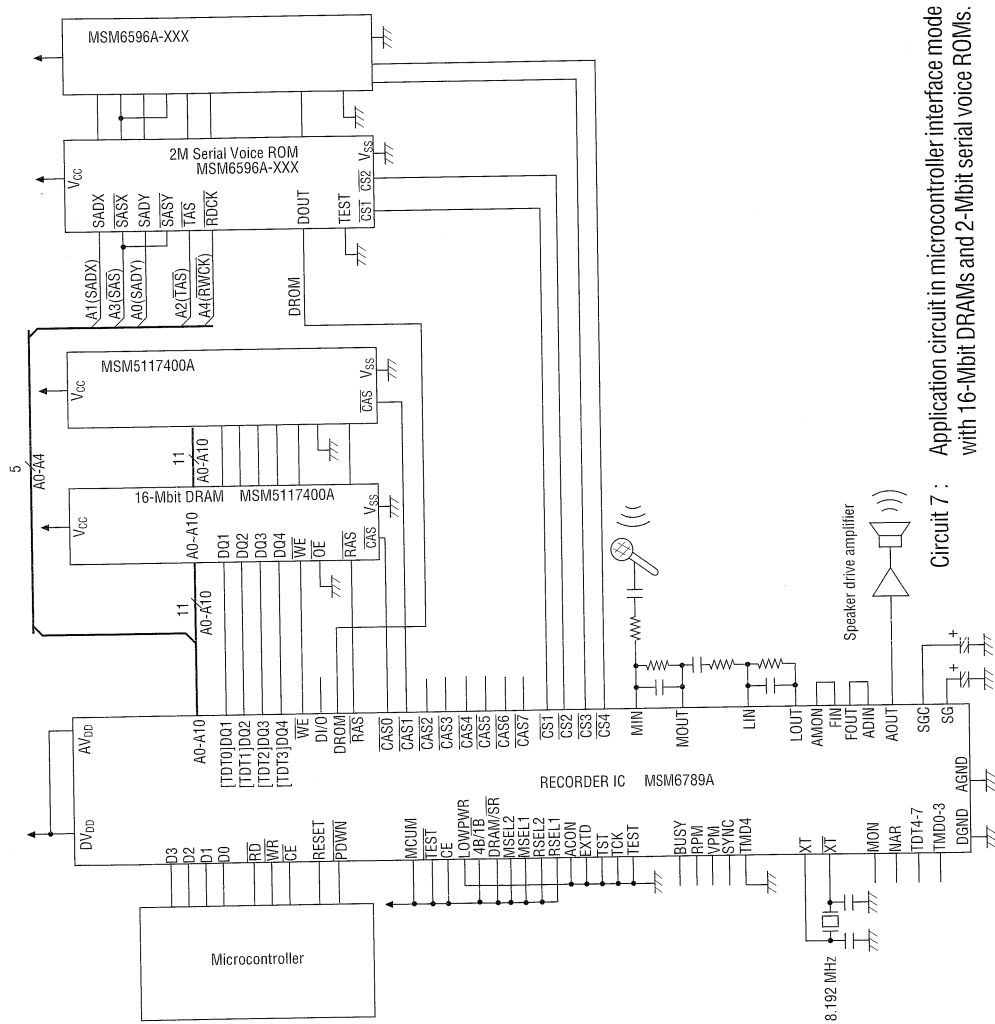 MSM6596A-XXX
2M Serial Voice ROM
MSM6596A-XXX
VCC
SADX
SASX
SADY
SASY
TAS
RDCK
DOUT
TEST
VSS
CS1
CS2
A1(SADX)
A3(SAS)
A0(SADY)
A2(TAS)
A4(RWCK)
DROM
MSM5117400A
VCC
VSS
CAS
5
A0-A4
11
A0-A10
16-Mbit DRAM MSM5117400A
VCC
A0~A10
DQ1
DQ2
DQ3
DQ4
WE
OE
RAS
CAS
VSS
11
A0-A10
AVDD
DVDD
A0-A10
[TDT0]DQ1
[TDT1]DQ2
[TDT2]DQ3
[TDT3]DQ4
WE
DI/O
DROM
RAS
CAS0
CAS1
CAS2
CAS3
CAS4
CAS5
CAS6
CAS7
CS1
CS2
CS3
CS4
MIN
MOUT
LIN
LOUT
AMON
FIN
FOUT
ADIN
AOUT
SGC
SG
AGND
DGND
RECORDER IC MSM6789A
D3
D2
D1
D0
RD
WR
CE
RESET
PDWN
MCUM
TEST
CE
LOWPWR
4B/1B
DRAM/SR
MSEL2
MSEL1
RSEL2
RSEL1
ACON
EXTD
TST
TCK
TEST
BUSY
RPM
VPM
SYNC
TMD4
XT
XT
MON
NAR
TDT4-7
TMD0-3
Microcontroller
8.192 MHz
Speaker drive amplifier
+
+
Circuit 7 : Application circuit in microcontroller interface mode
with 16-Mbit DRAMs and 2-Mbit serial voice ROMs.